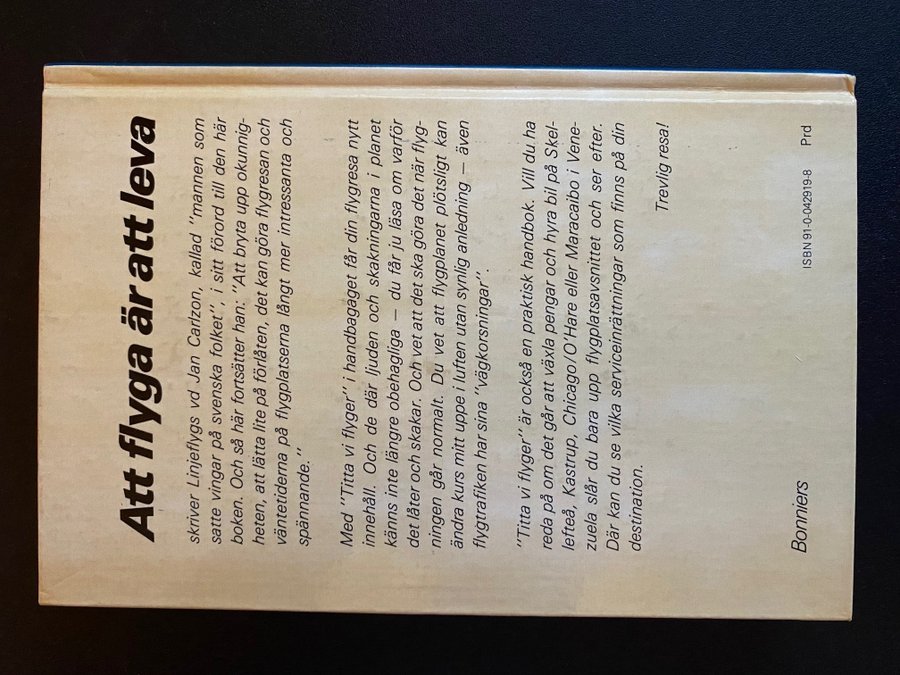 Att flyga är att leva
skriver Linjeflygs vd Jan Carlzon, kallad ''mannen som
satte vingar på svenska folket'', i sitt förord till den här
boken. Och så här fortsätter han: ''Att bryta upp okunnig-
heten, att lätta lite på förlåten, det kan göra flygresan och
väntetiderna på flygplatserna långt mer intressanta och
spännande.''
Med ''Titta vi flyger'' i handbagaget får din flygresa nytt
innehåll. Och de där ljuden och skakningarna i planet
känns inte längre obehagliga — du får ju läsa om varför
det låter och skakar. Och vet att det ska göra det när flyg-
ningen går normalt. Du vet att flygplanet plötsligt kan
ändra kurs mitt uppe i luften utan synlig anledning — även
flygtrafiken har sina ''vägkorsningar''.
''Titta vi flyger'' är också en praktisk handbok. Vill du ha
reda på om det går att växla pengar och hyra bil på Skel-
lefteå, Kastrup, Chicago/O'Hare eller Maracaibo i Vene-
zuela slår du bara upp flygplatsavsnittet och ser efter.
Där kan du se vilka serviceinrättningar som finns på din
destination.
Trevlig resa!
Bonniers
ISBN 91-0-042919-8 Prd